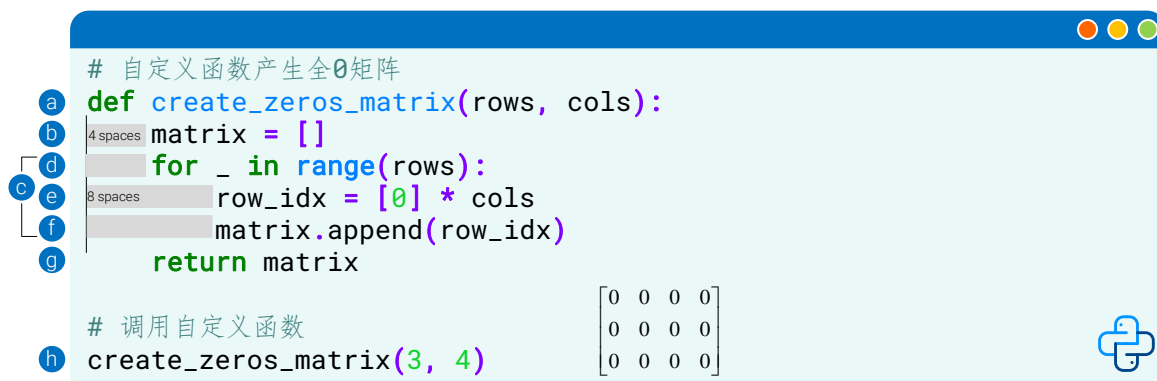 # 自定义函数产生全0矩阵
a def create_zeros_matrix(rows, cols):
b 4 spaces matrix = []
c
d for _ in range(rows):
e 8 spaces row_idx = [0] * cols
f matrix.append(row_idx)
g return matrix
# 调用自定义函数
h create_zeros_matrix(3, 4)
0 0 0 0
0 0 0 0
0 0 0 0